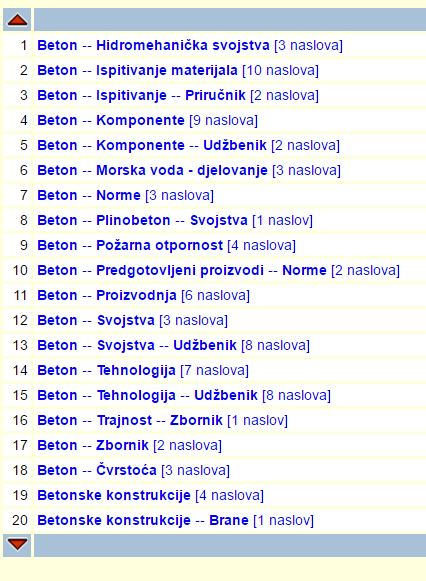 1 Beton -- Hidromehanička svojstva [3 naslova]
2 Beton -- Ispitivanje materijala [10 naslova]
3 Beton -- Ispitivanje -- Priručnik [2 naslova]
4 Beton -- Komponente [9 naslova]
5 Beton -- Komponente -- Udžbenik [2 naslova]
6 Beton -- Morska voda - djelovanje [3 naslova]
7 Beton -- Norme [3 naslova]
8 Beton -- Plinobeton -- Svojstva [1 naslov]
9 Beton -- Požarna otpornost [4 naslova]
10 Beton -- Predgotovljeni proizvodi -- Norme [2 naslova]
11 Beton -- Proizvodnja [6 naslova]
12 Beton -- Svojstva [3 naslova]
13 Beton -- Svojstva -- Udžbenik [8 naslova]
14 Beton -- Tehnologija [7 naslova]
15 Beton -- Tehnologija -- Udžbenik [8 naslova]
16 Beton -- Trajnost -- Zbornik [1 naslov]
17 Beton -- Zbornik [2 naslova]
18 Beton -- Čvrstoća [3 naslova]
19 Betonske konstrukcije [4 naslova]
20 Betonske konstrukcije -- Brane [1 naslov]